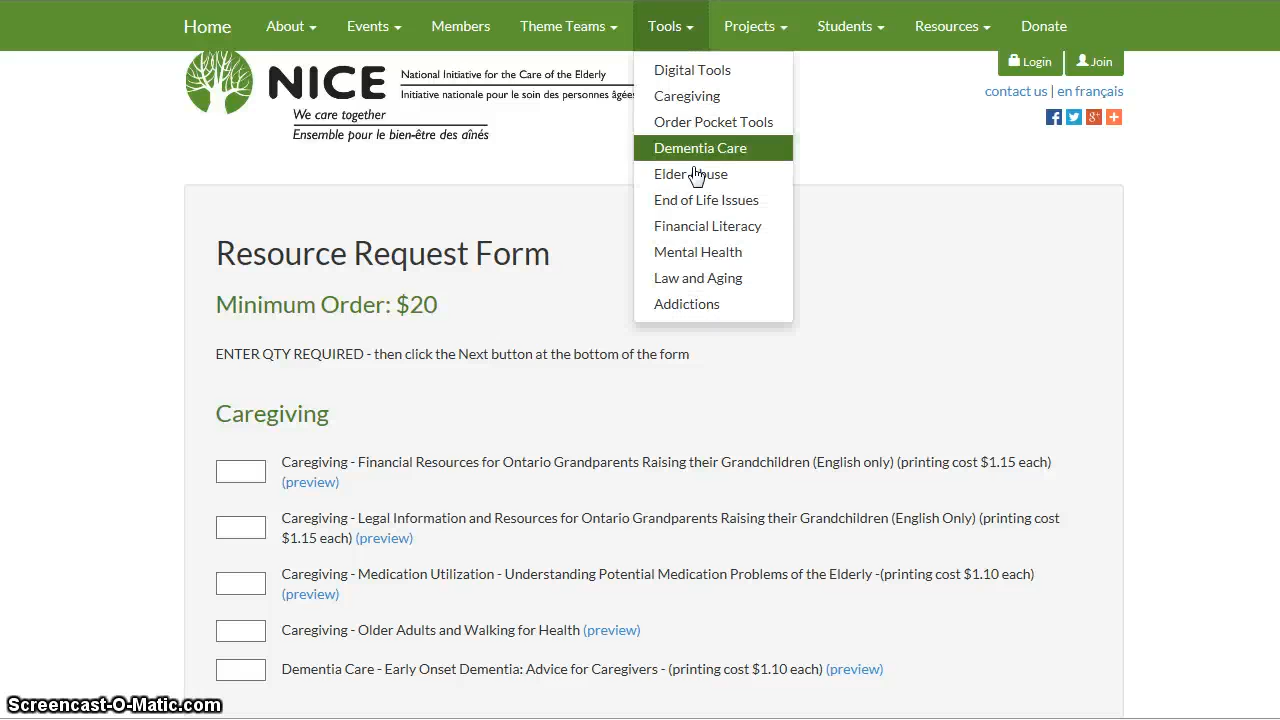 Home About Events Members Theme Teams Tools Projects Students Resources Donate
Login Join
contact us | en français
NICE
National Initiative for the Care of the Elderly
Initiative nationale pour le soin des personnes âgées
We care together
Ensemble pour le bien-être des aînés
Digital Tools
Caregiving
Order Pocket Tools
Dementia Care
Elder
End of Life Issues
Financial Literacy
Mental Health
Law and Aging
Addictions
Resource Request Form
Minimum Order: $20
ENTER QTY REQUIRED - then click the Next button at the bottom of the form
Caregiving
Caregiving - Financial Resources for Ontario Grandparents Raising their Grandchildren (English only) (printing cost $1.15 each)
(preview)
Caregiving - Legal Information and Resources for Ontario Grandparents Raising their Grandchildren (English Only) (printing cost
$1.15 each) (preview)
Caregiving - Medication Utilization - Understanding Potential Medication Problems of the Elderly -(printing cost $1.10 each)
(preview)
Caregiving - Older Adults and Walking for Health (preview)
Dementia Care - Early Onset Dementia: Advice for Caregivers - (printing cost $1.10 each) (preview)
Screencast-O-Matic.com